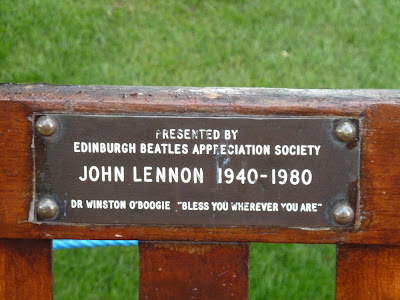 PRESENTED BY
EDINBURGH BEATLES APPRECIATION SOCIETY
JOHN LENNON 1940-1980
DR WINSTON O'BOOGIE "BLESS YOU WHEREVER YOU ARE"